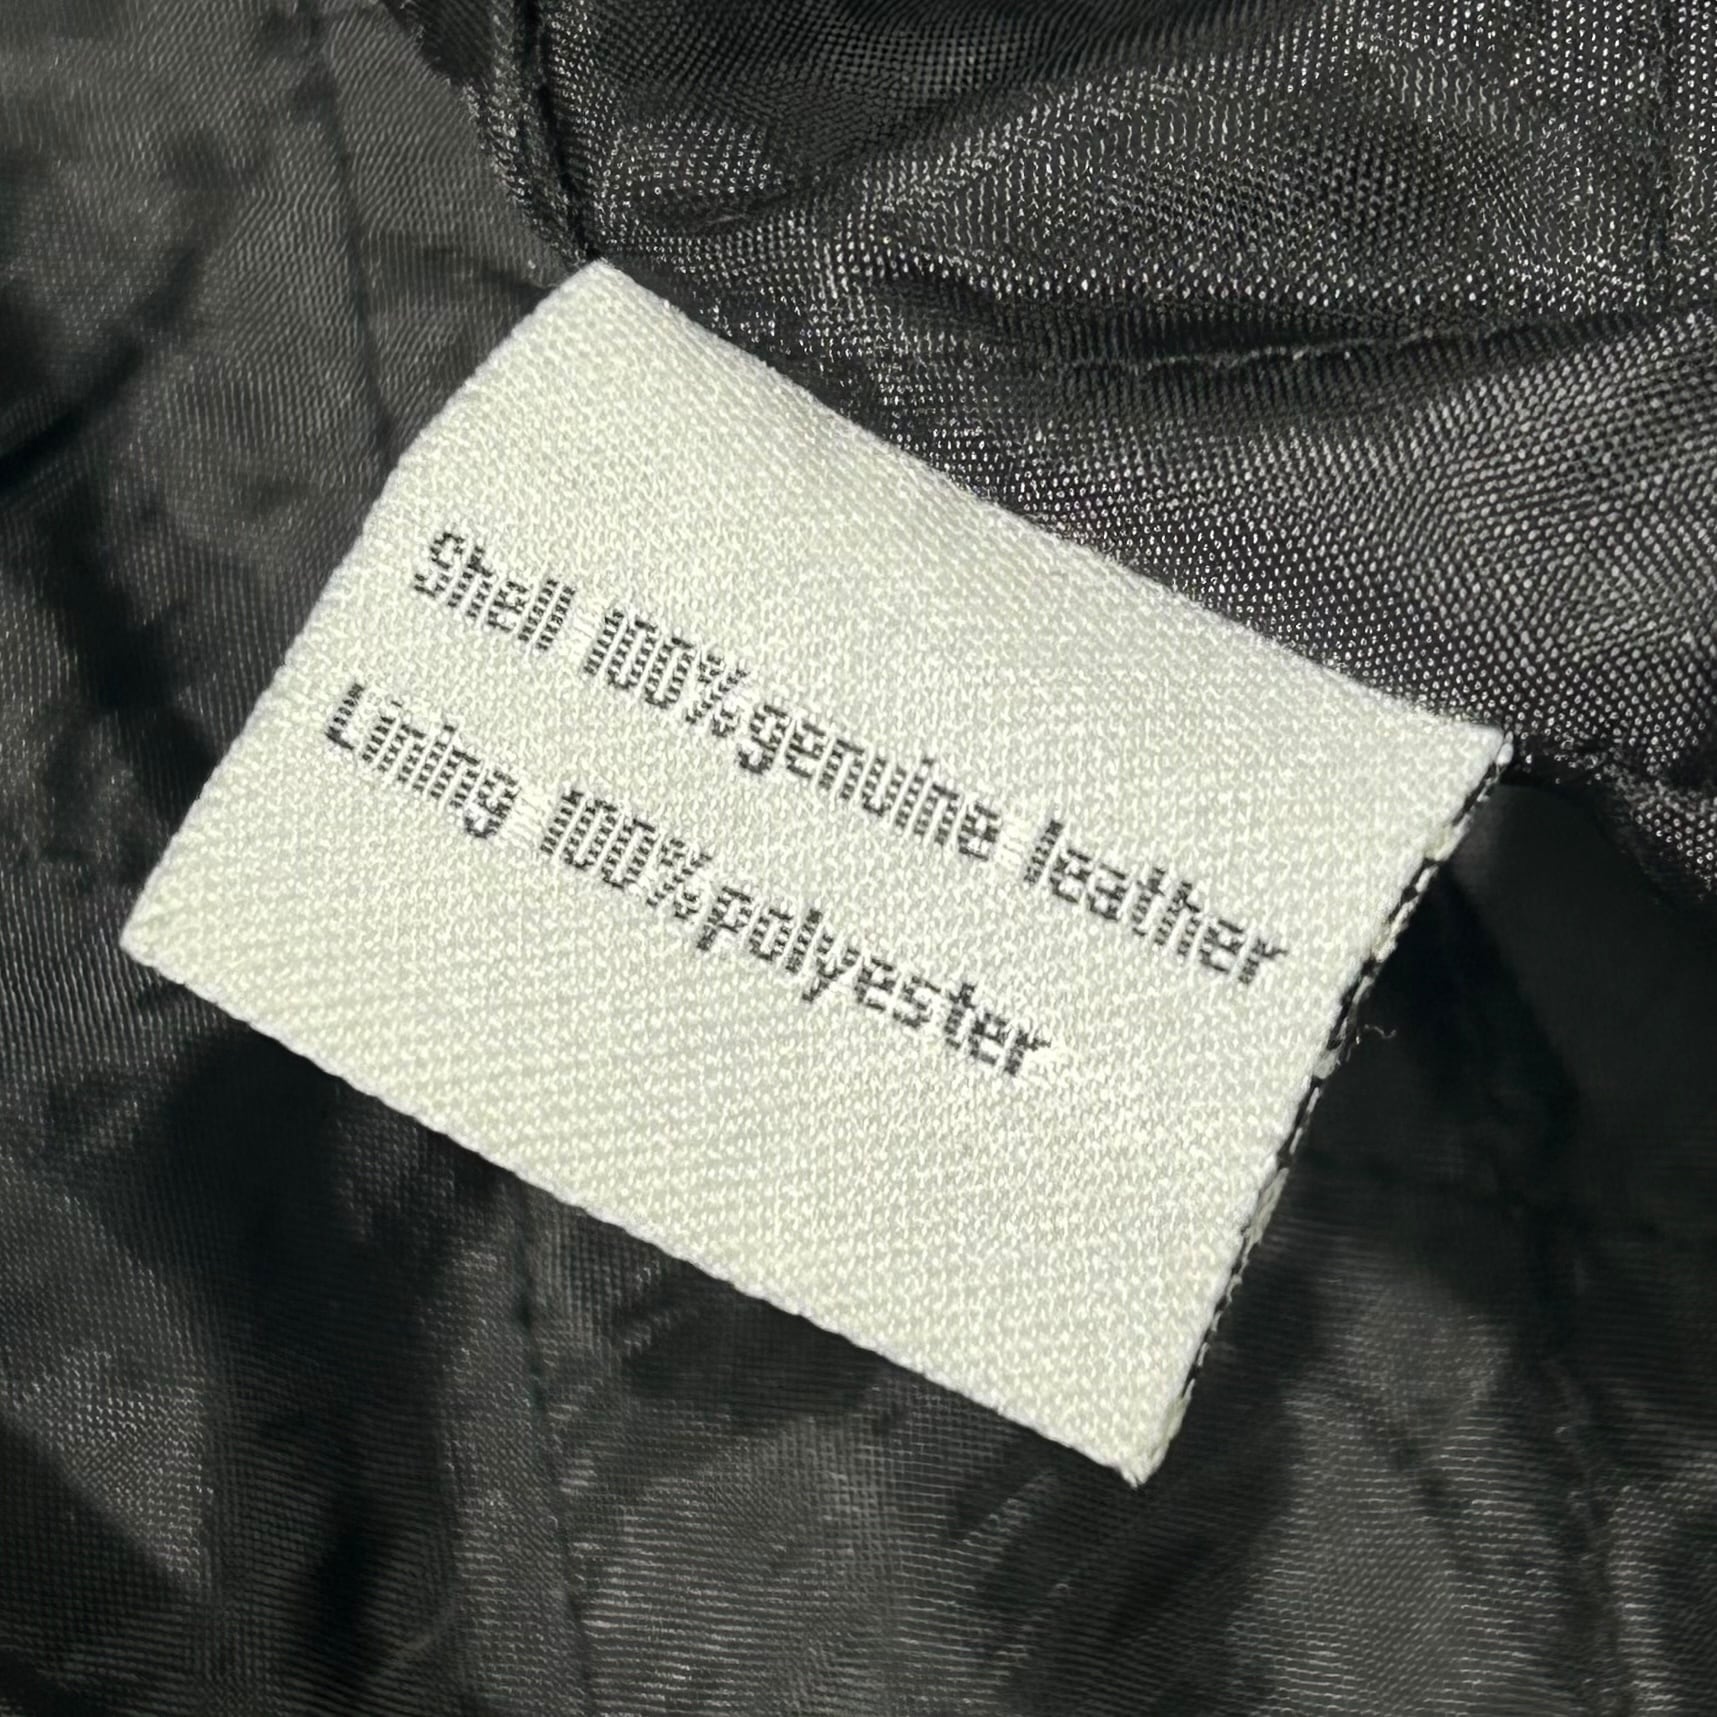 Shell 100%genuine leather
Lining 100%polyester